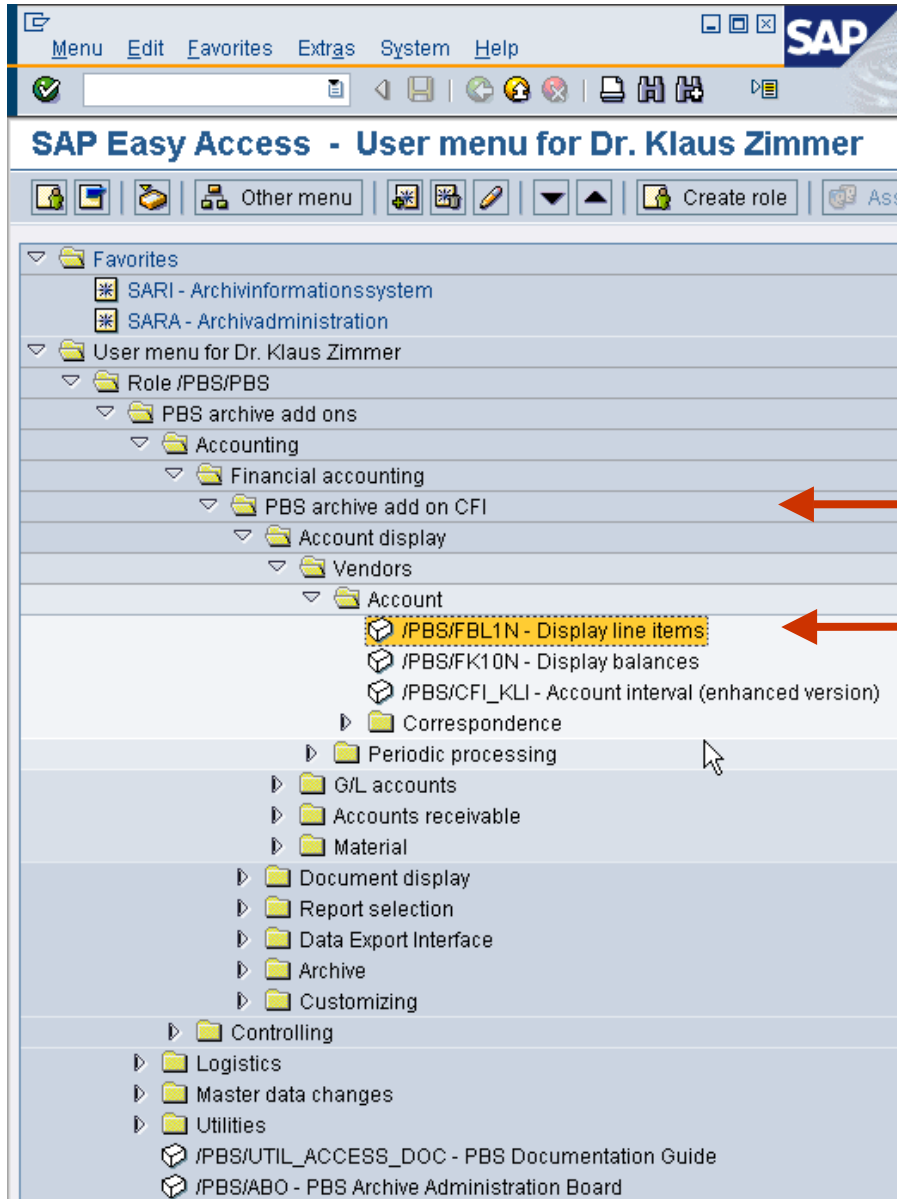 Menu Edit Favorites Extras System Help
SAP
SAP Easy Access - User menu for Dr. Klaus Zimmer
Other menu Create role Ass
Favorites
SARI - Archivinformationssystem
SARA - Archivadministration
User menu for Dr. Klaus Zimmer
Role /PBS/PBS
PBS archive add ons
Accounting
Financial accounting
PBS archive add on CFI
Account display
Vendors
Account
/PBS/FBL1N - Display line items
/PBS/FK10N - Display balances
/PBS/CFI_KLI - Account interval (enhanced version)
Correspondence
Periodic processing
G/L accounts
Accounts receivable
Material
Document display
Report selection
Data Export Interface
Archive
Customizing
Controlling
Logistics
Master data changes
Utilities
/PBS/UTIL_ACCESS_DOC - PBS Documentation Guide
/PBS/ABO - PBS Archive Administration Board